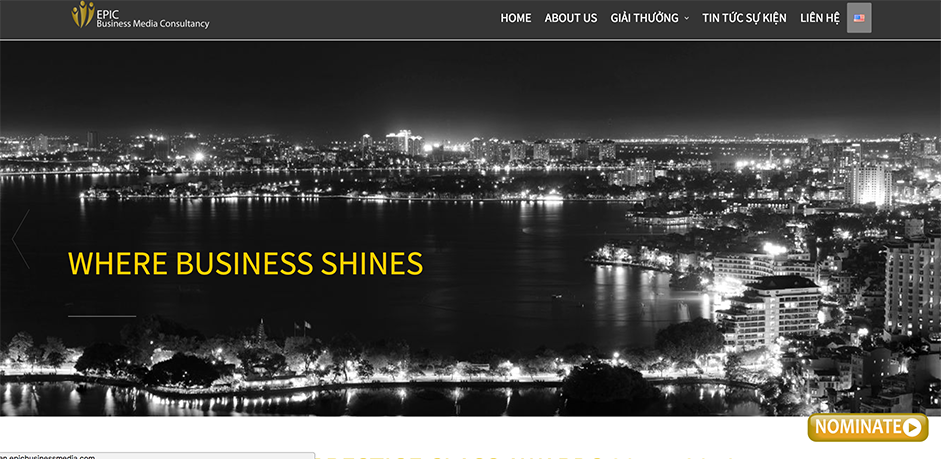 EPIC
Business Media Consultancy
HOME ABOUT US GIẢI THƯỞNG TIN TỨC SỰ KIỆN LIÊN HỆ
WHERE BUSINESS SHINES
NOMINATE
an.epicbusinessmedia.com